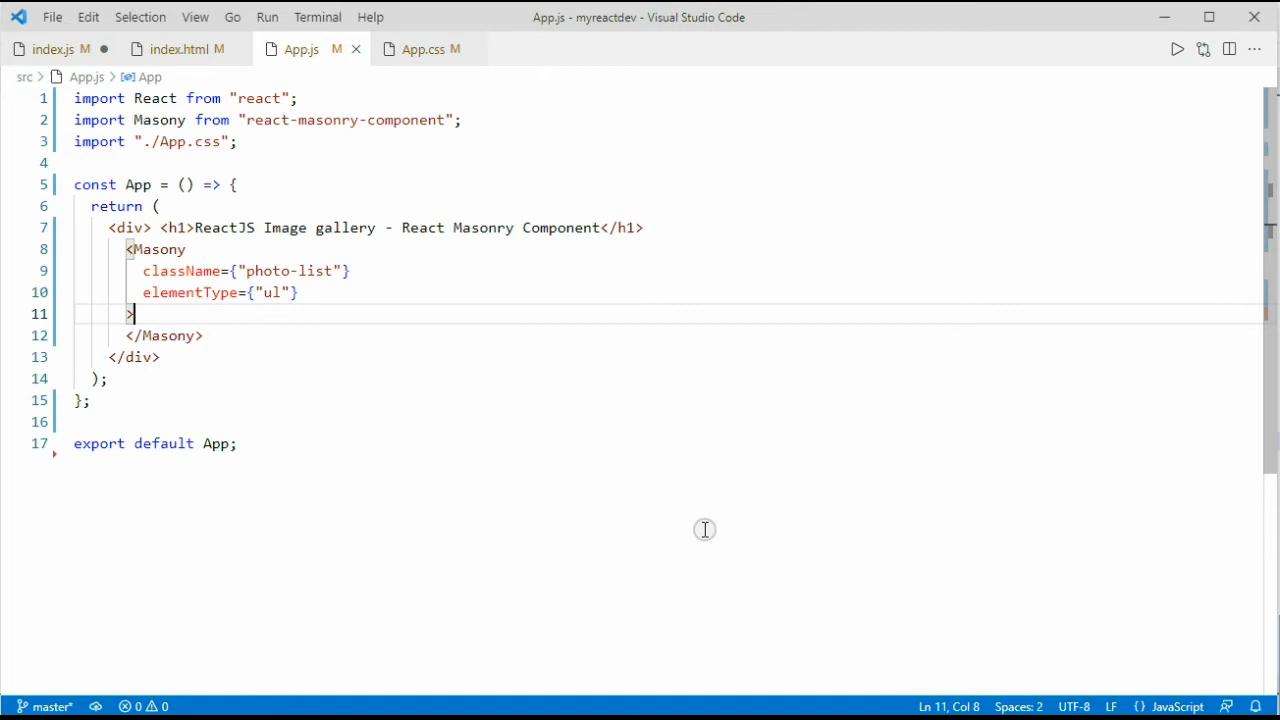 File Edit Selection View Go Run Terminal Help App.js - myreactdev - Visual Studio Code
index.js M index.html M App.js M App.css M
src > App.js > App
1 import React from "react";
2 import Masony from "react-masonry-component";
3 import "./App.css";
4
5 const App = () => {
6 return (
7 <div> <h1>ReactJS Image gallery - React Masonry Component</h1>
8 <Masony
9 className={"photo-list"}
10 elementType={"ul"}
11 >
12 </Masony>
13 </div>
14 );
15 };
16
17 export default App;
master* 0 0 Ln 11, Col 8 Spaces: 2 UTF-8 LF {} JavaScript